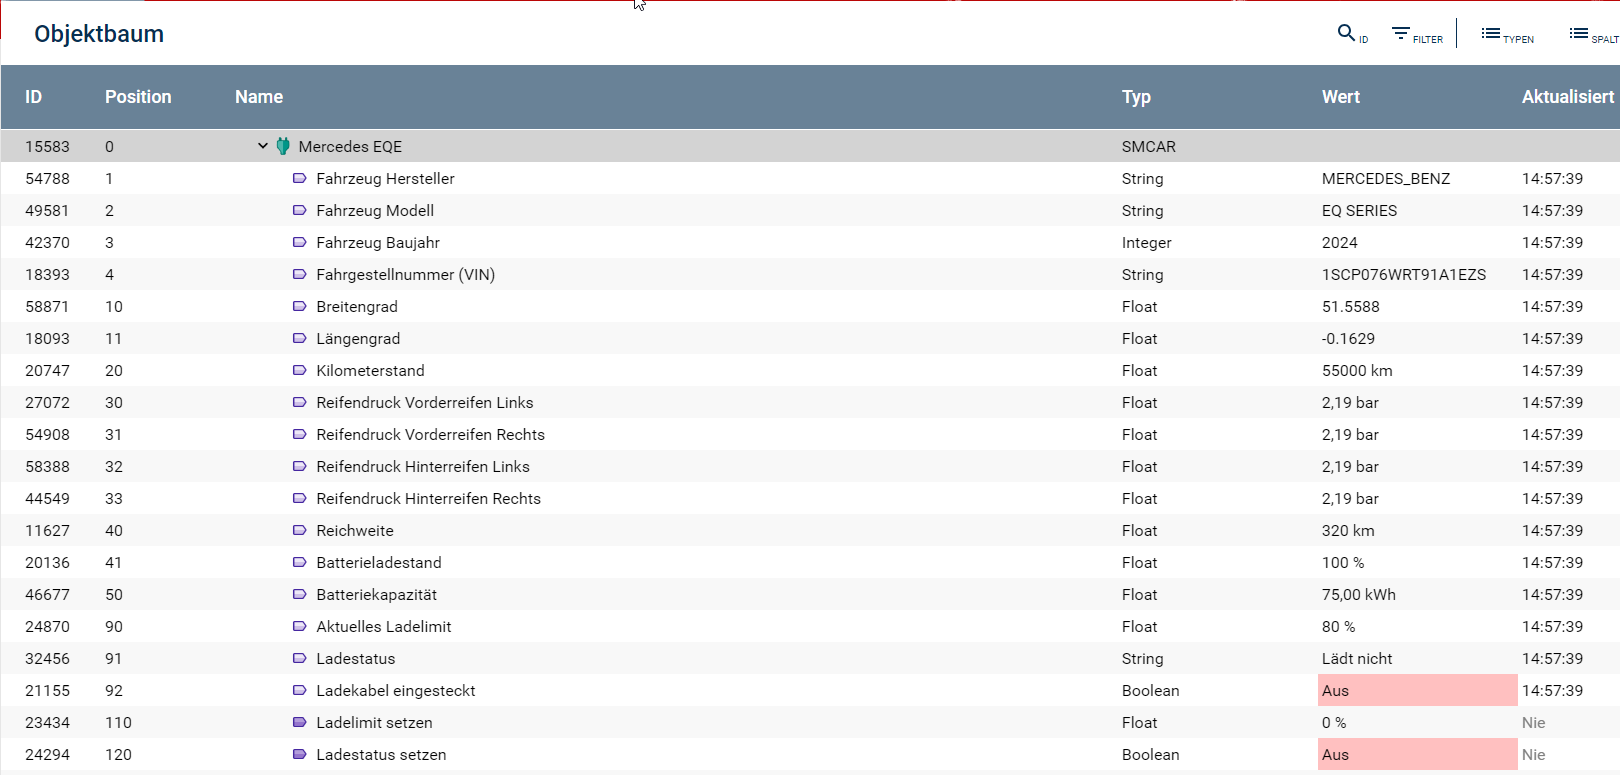 Objektbaum
ID FILTER TYPEN SPALT
ID Position Name Typ Wert Aktualisiert
15583 0 Mercedes EQE SMCAR
54788 1 Fahrzeug Hersteller String MERCEDES_BENZ 14:57:39
49581 2 Fahrzeug Modell String EQ SERIES 14:57:39
42370 3 Fahrzeug Baujahr Integer 2024 14:57:39
18393 4 Fahrgestellnummer (VIN) String 1SCP076WRT91A1EZS 14:57:39
58871 10 Breitengrad Float 51.5588 14:57:39
18093 11 Längengrad Float -0.1629 14:57:39
20747 20 Kilometerstand Float 55000 km 14:57:39
27072 30 Reifendruck Vorderreifen Links Float 2,19 bar 14:57:39
54908 31 Reifendruck Vorderreifen Rechts Float 2,19 bar 14:57:39
58388 32 Reifendruck Hinterreifen Links Float 2,19 bar 14:57:39
44549 33 Reifendruck Hinterreifen Rechts Float 2,19 bar 14:57:39
11627 40 Reichweite Float 320 km 14:57:39
20136 41 Batterieladestand Float 100 % 14:57:39
46677 50 Batteriekapazität Float 75,00 kWh 14:57:39
24870 90 Aktuelles Ladelimit Float 80 % 14:57:39
32456 91 Ladestatus String Lädt nicht 14:57:39
21155 92 Ladekabel eingesteckt Boolean Aus 14:57:39
23434 110 Ladelimit setzen Float 0 % Nie
24294 120 Ladestatus setzen Boolean Aus Nie